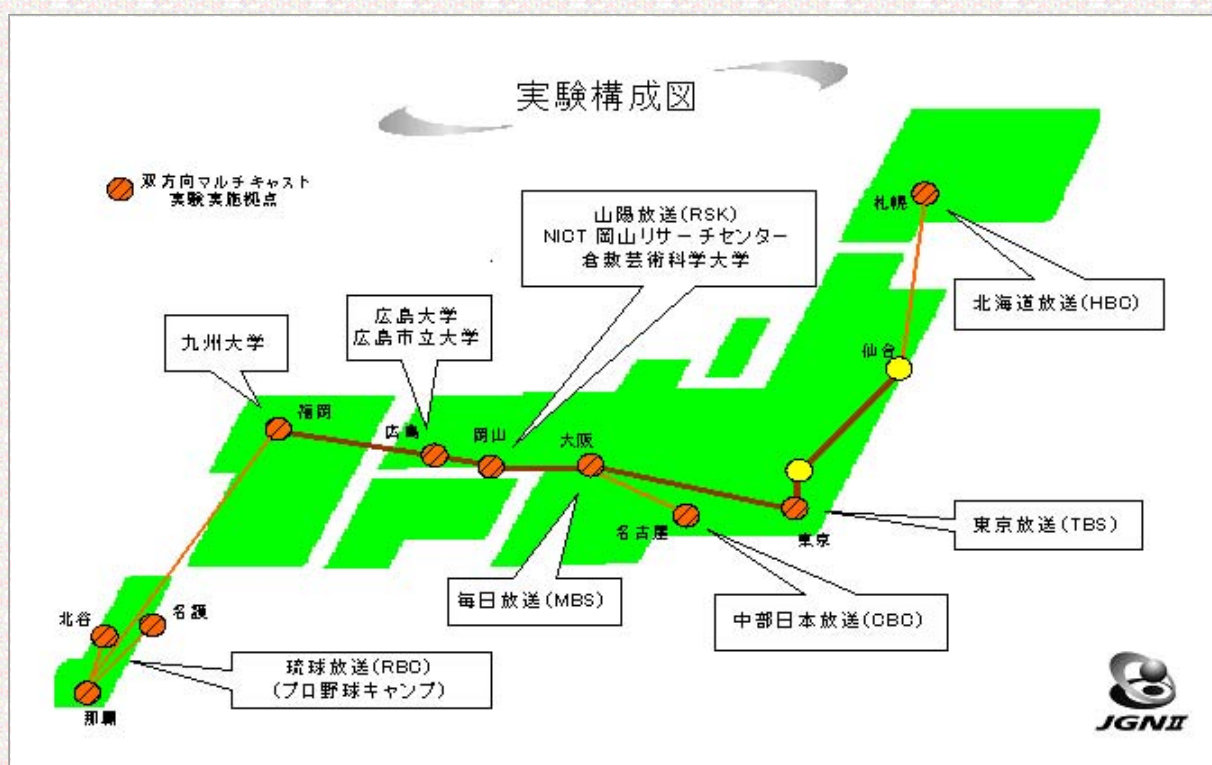 実験構成図
双方向マルチキャスト
実験実施拠点
山陽放送(RSK)
NICT 岡山リサーチセンター
倉敷芸術科学大学
札幌
北海道放送(HBC)
広島大学
広島市立大学
九州大学
仙台
福岡
広島
岡山
大阪
名古屋
東京
東京放送(TBS)
毎日放送(MBS)
中部日本放送(CBC)
北谷
名護
琉球放送(RBC)
(プロ野球キャンプ)
那覇
JGNⅡ